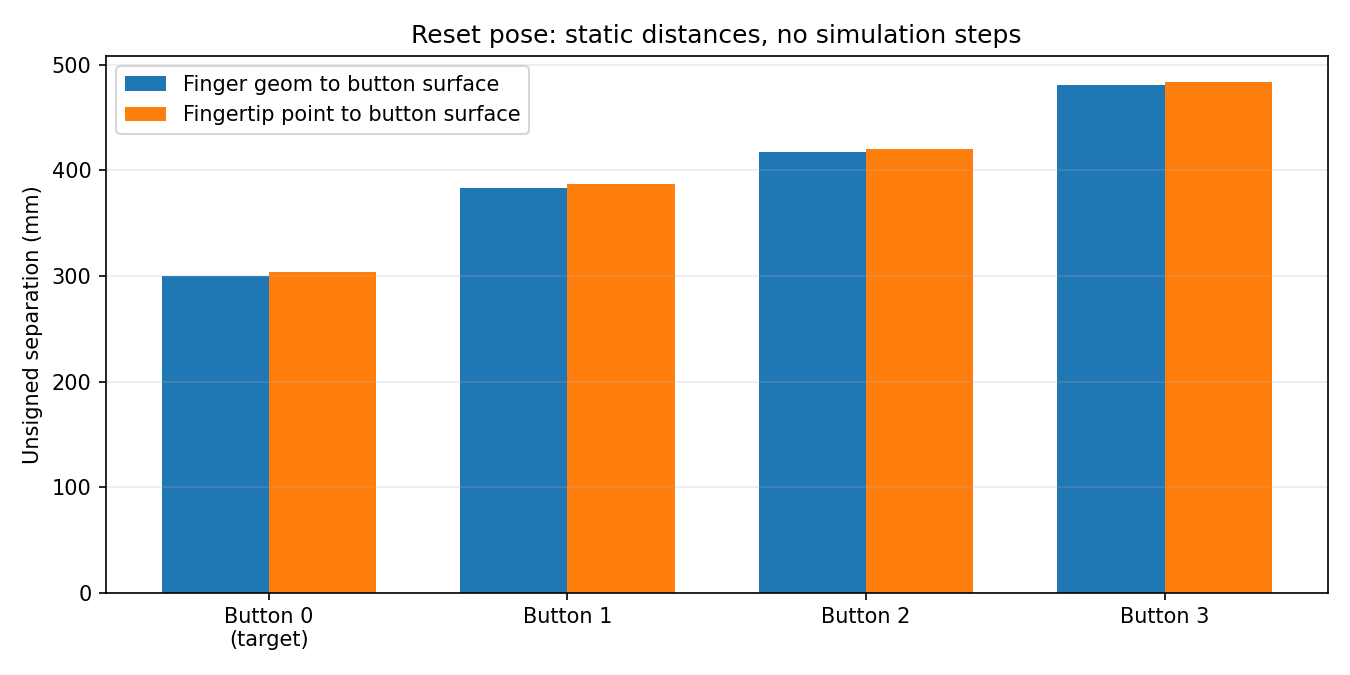 Reset pose: static distances, no simulation steps
Finger geom to button surface
Fingertip point to button surface
Unsigned separation (mm)
500
400
300
200
100
0
Button 0
(target)
Button 1
Button 2
Button 3